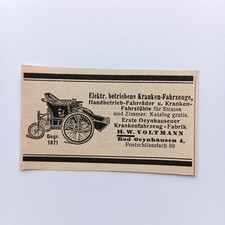 Elektr. betriebene Kranken-Fahrzeuge,
Handbetrieb-Fahrräder u. Kranken-
Fahrstühle für Strasse
und Zimmer. Katalog gratis.
Erste Oeynhausener
Krankenfahrzeug-Fabrik
H. W. VOLTMANN
Bad Oeynhausen 4,
Postschliessfach 89
Gegr.
1871